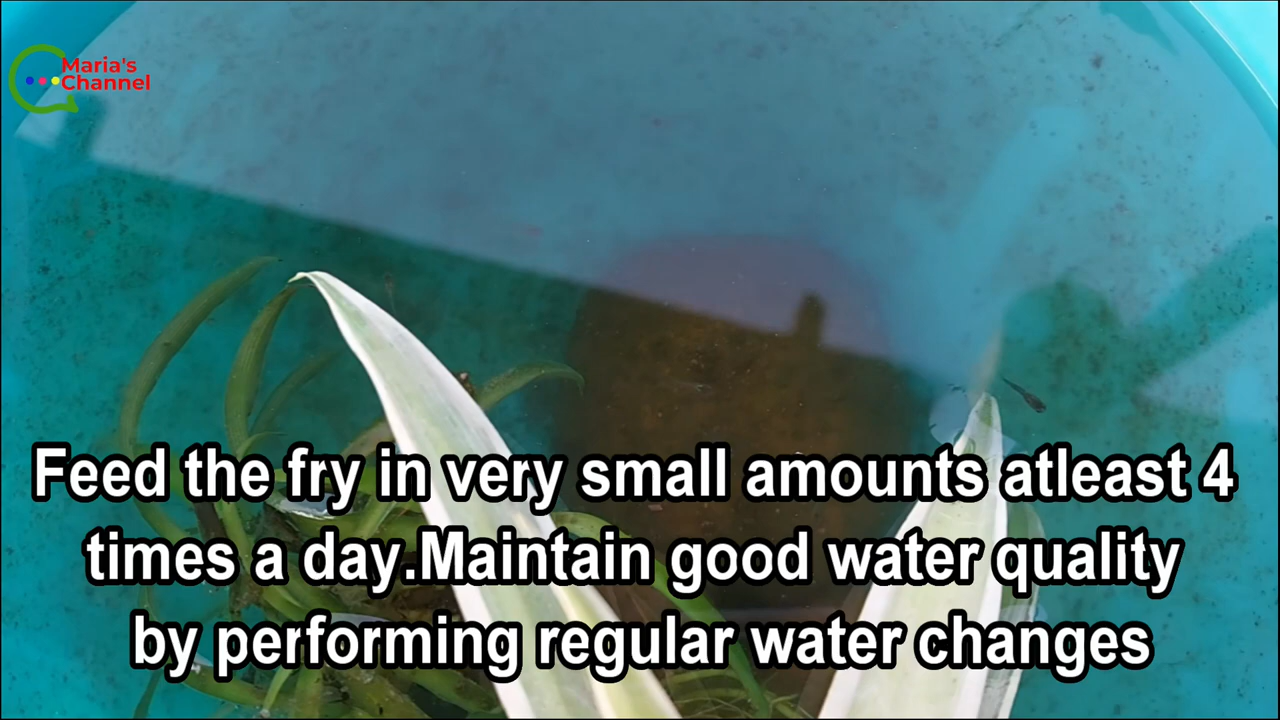 Maria's
Channel
Feed the fry in very small amounts atleast 4
times a day.Maintain good water quality
by performing regular water changes